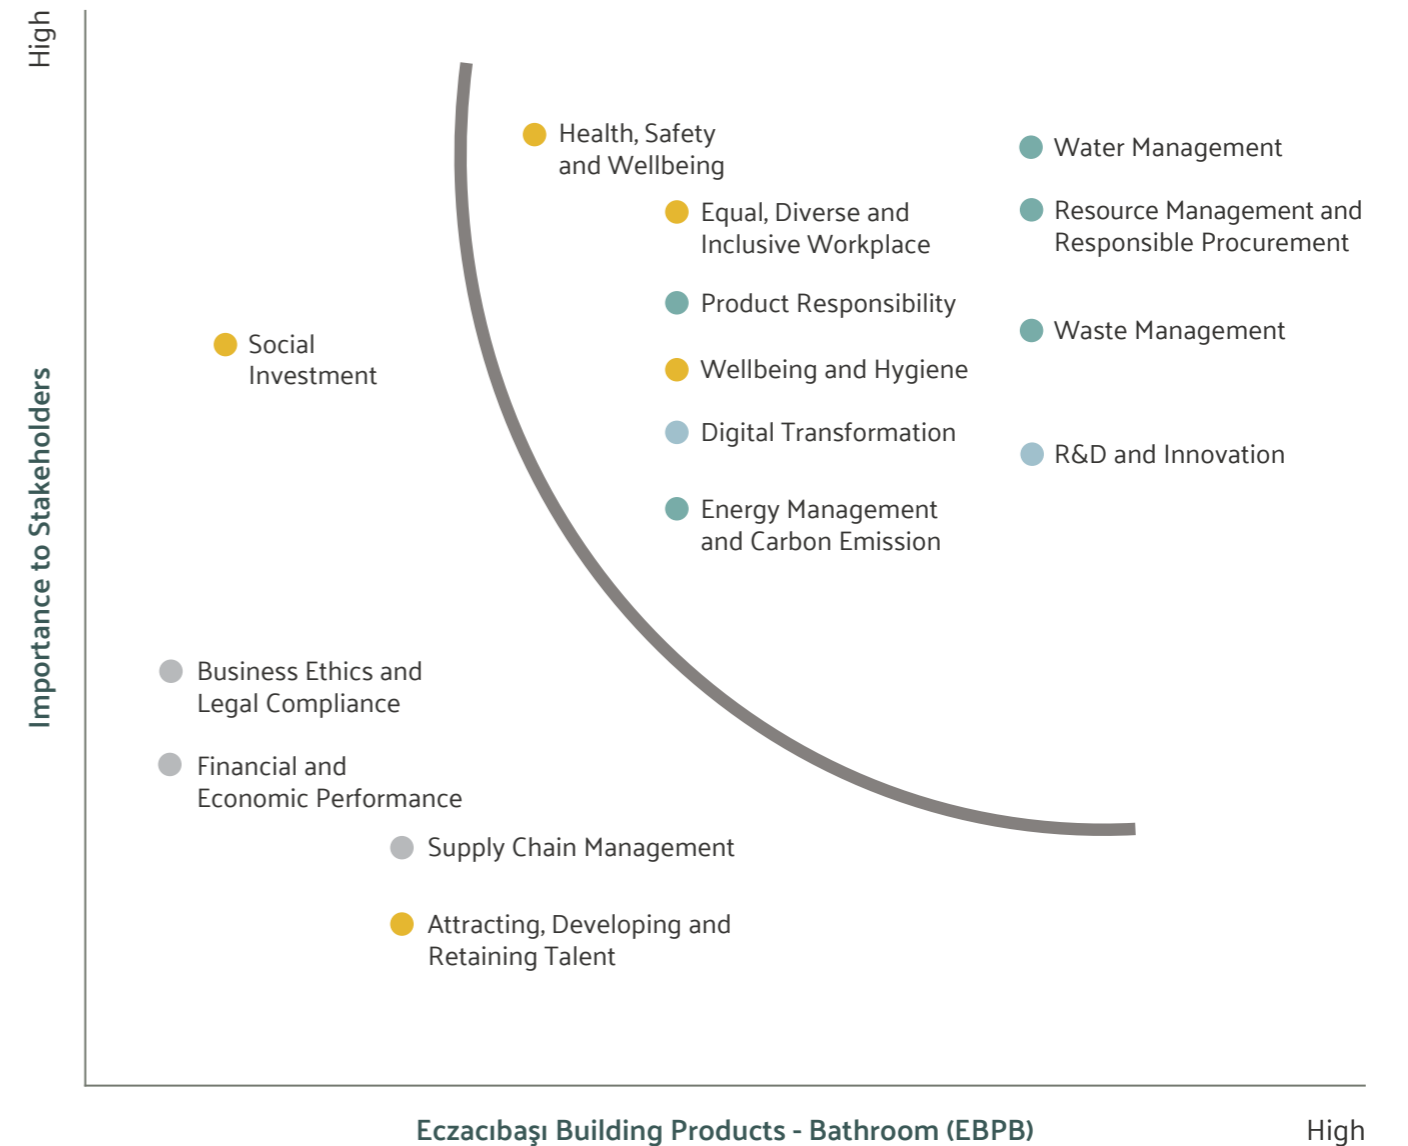 High
Importance to Stakeholders
Health, Safety
and Wellbeing
Water Management
Equal, Diverse and
Inclusive Workplace
Resource Management and
Responsible Procurement
Product Responsibility
Waste Management
Social
Investment
Wellbeing and Hygiene
Digital Transformation
R&D and Innovation
Energy Management
and Carbon Emission
Business Ethics and
Legal Compliance
Financial and
Economic Performance
Supply Chain Management
Attracting, Developing and
Retaining Talent
Eczacıbaşı Building Products - Bathroom (EBPB)
High